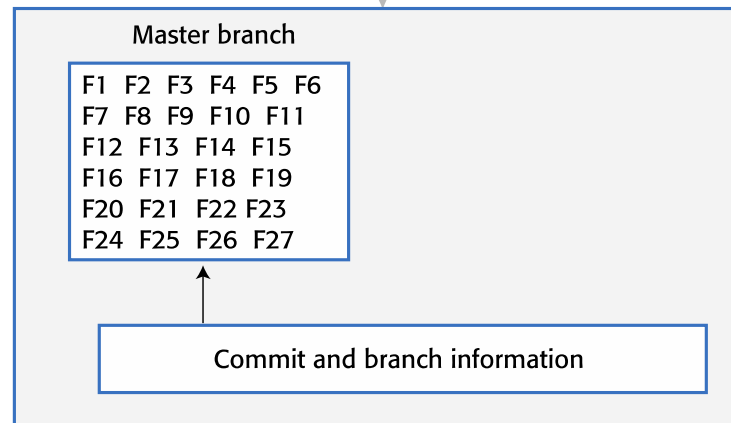 Master branch
F1 F2 F3 F4 F5 F6
F7 F8 F9 F10 F11
F12 F13 F14 F15
F16 F17 F18 F19
F20 F21 F22 F23
F24 F25 F26 F27
Commit and branch information